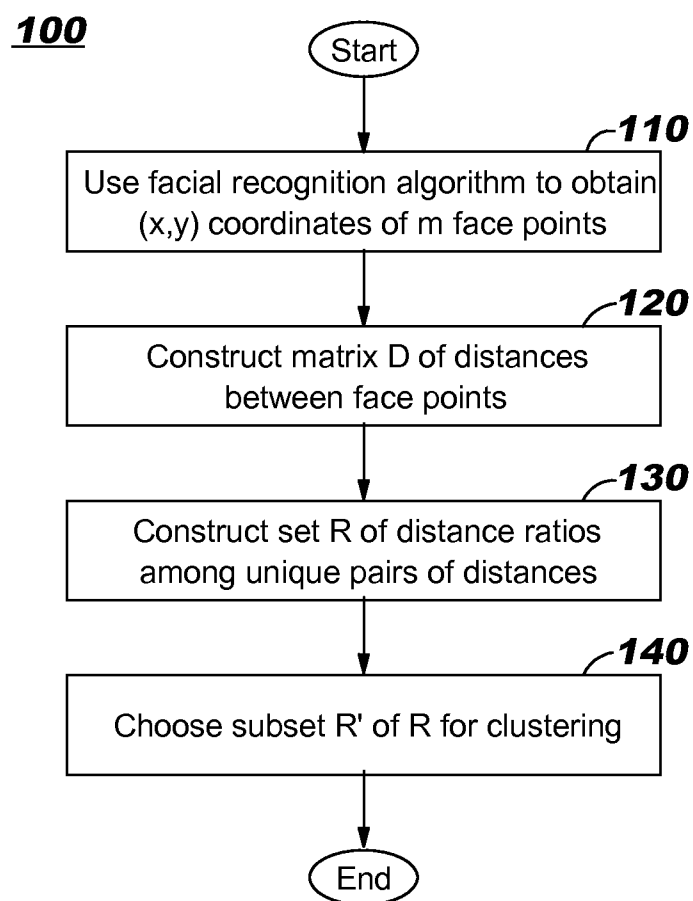 100
Start
110
Use facial recognition algorithm to obtain
(x,y) coordinates of m face points
120
Construct matrix D of distances
between face points
130
Construct set R of distance ratios
among unique pairs of distances
140
Choose subset R' of R for clustering
End